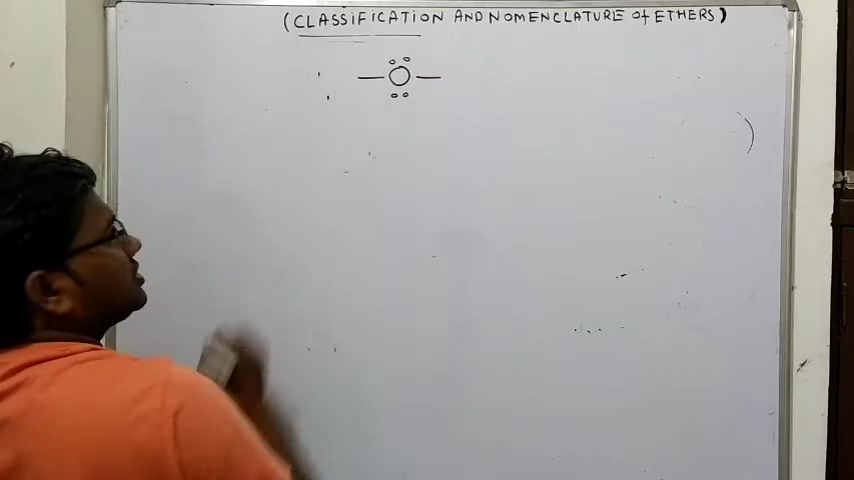 (CLASSIFICATION AND NOMENCLATURE of ETHERS)
—O—